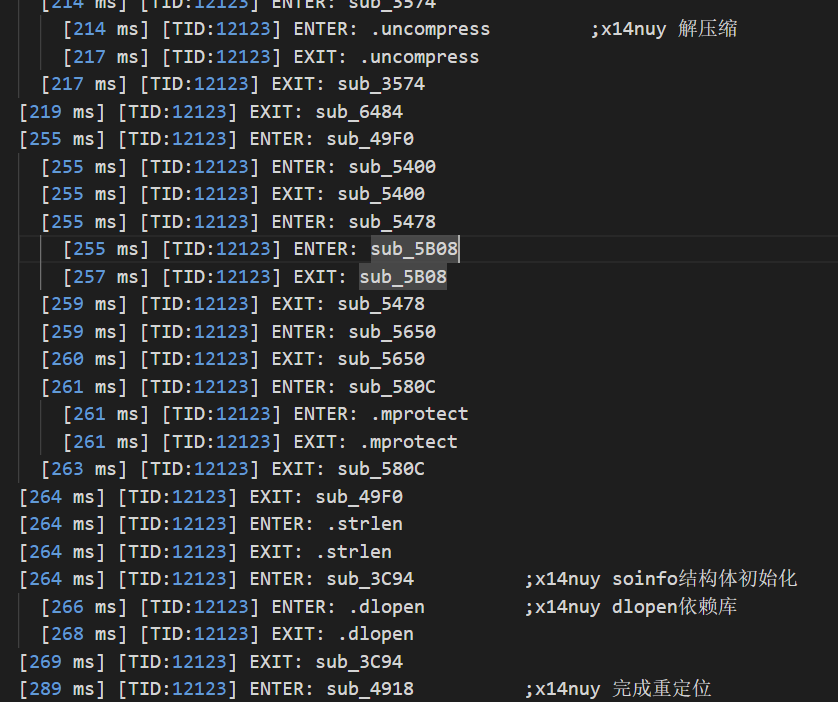 [214 ms] [TID:12123] ENTER: sub_3574
[214 ms] [TID:12123] ENTER: .uncompress ;x14nuy 解压缩
[217 ms] [TID:12123] EXIT: .uncompress
[217 ms] [TID:12123] EXIT: sub_3574
[219 ms] [TID:12123] EXIT: sub_6484
[255 ms] [TID:12123] ENTER: sub_49F0
[255 ms] [TID:12123] ENTER: sub_5400
[255 ms] [TID:12123] EXIT: sub_5400
[255 ms] [TID:12123] ENTER: sub_5478
[255 ms] [TID:12123] ENTER: sub_5B08
[257 ms] [TID:12123] EXIT: sub_5B08
[259 ms] [TID:12123] EXIT: sub_5478
[259 ms] [TID:12123] ENTER: sub_5650
[260 ms] [TID:12123] EXIT: sub_5650
[261 ms] [TID:12123] ENTER: sub_580C
[261 ms] [TID:12123] ENTER: .mprotect
[261 ms] [TID:12123] EXIT: .mprotect
[263 ms] [TID:12123] EXIT: sub_580C
[264 ms] [TID:12123] EXIT: sub_49F0
[264 ms] [TID:12123] ENTER: .strlen
[264 ms] [TID:12123] EXIT: .strlen
[264 ms] [TID:12123] ENTER: sub_3C94 ;x14nuy soinfo结构体初始化
[266 ms] [TID:12123] ENTER: .dlopen ;x14nuy dlopen依赖库
[268 ms] [TID:12123] EXIT: .dlopen
[269 ms] [TID:12123] EXIT: sub_3C94
[289 ms] [TID:12123] ENTER: sub_4918 ;x14nuy 完成重定位